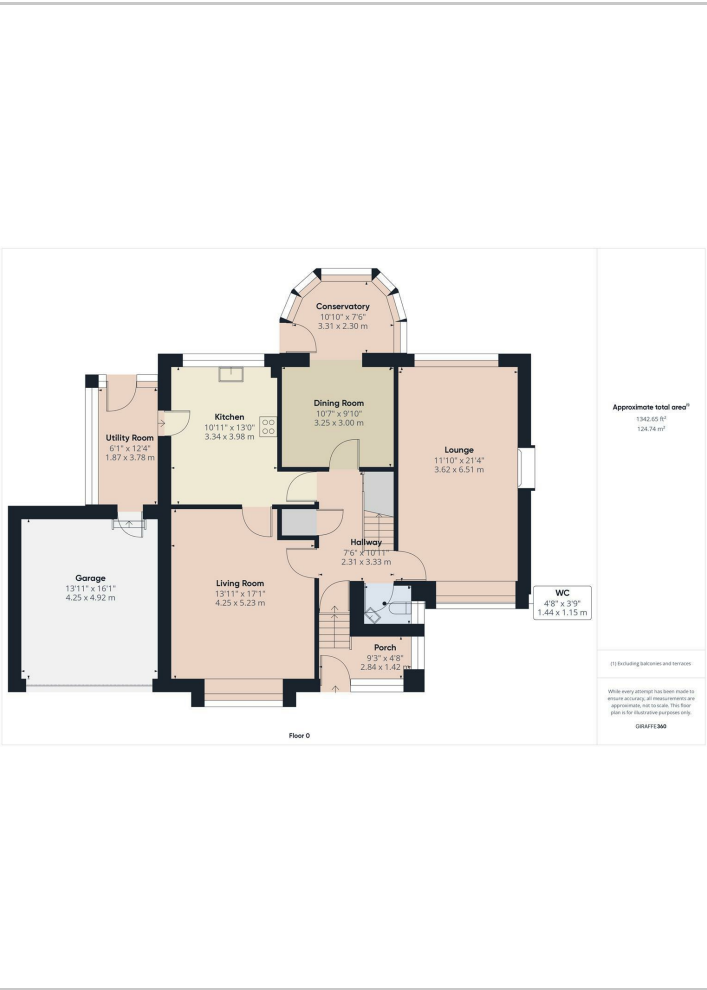 Conservatory
10'10" x 7'6"
3.31 x 2.30 m
Dining Room
10'7" x 9'10"
3.25 x 3.00 m
Kitchen
10'11" x 13'0"
3.34 x 3.98 m
Utility Room
6'1" x 12'4"
1.87 x 3.78 m
Lounge
11'10" x 21'4"
3.62 x 6.51 m
Hallway
7'6" x 10'11"
2.31 x 3.33 m
Garage
13'11" x 16'1"
4.25 x 4.92 m
Living Room
13'11" x 17'1"
4.25 x 5.23 m
WC
4'8" x 3'9"
1.44 x 1.15 m
Porch
9'3" x 4'8"
2.84 x 1.42 m
Floor 0
Approximate total area⁽¹⁾
1342.65 ft²
124.74 m²
(1) Excluding balconies and terraces
While every attempt has been made to
ensure accuracy, all measurements are
approximate, not to scale. This floor
plan is for illustrative purposes only.
GIRAFFE360